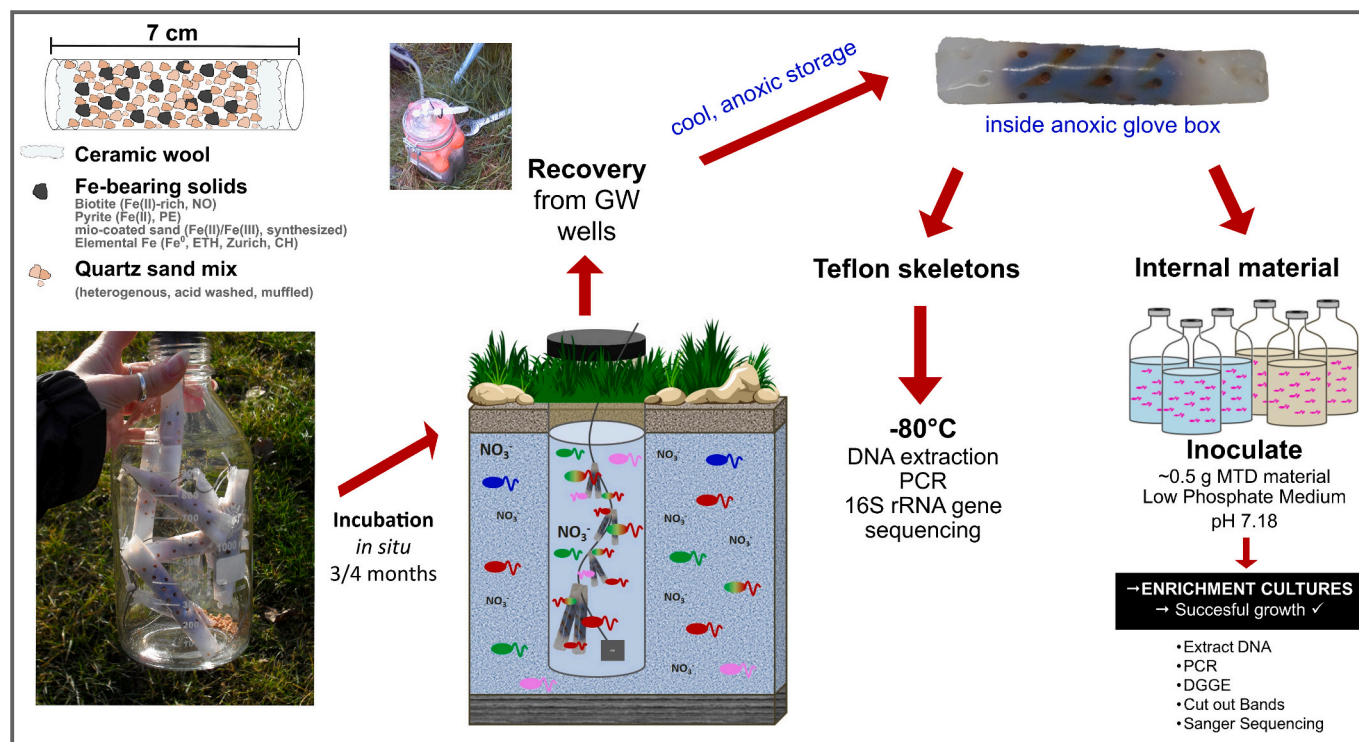 7 cm
Ceramic wool
Fe-bearing solids
Biotite (Fe(II)-rich, NO)
Pyrite (Fe(II), PE)
mio-coated sand (Fe(II)/Fe(III), synthesized)
Elemental Fe (Fe⁰, ETH, Zurich, CH)
Quartz sand mix
(heterogenous, acid washed, muffled)
Incubation
in situ
3/4 months
Recovery
from GW
wells
cool, anoxic storage
inside anoxic glove box
NO₃⁻
NO₃⁻
NO₃⁻
NO₃⁻
NO₃⁻
NO₃⁻
NO₃⁻
NO₃⁻
NO₃⁻
NO₃⁻
Teflon skeletons
-80°C
DNA extraction
PCR
16S rRNA gene
sequencing
Internal material
Inoculate
~0.5 g MTD material
Low Phosphate Medium
pH 7.18
→ENRICHMENT CULTURES
→ Succesful growth ✓
•Extract DNA
•PCR
•DGGE
•Cut out Bands
•Sanger Sequencing